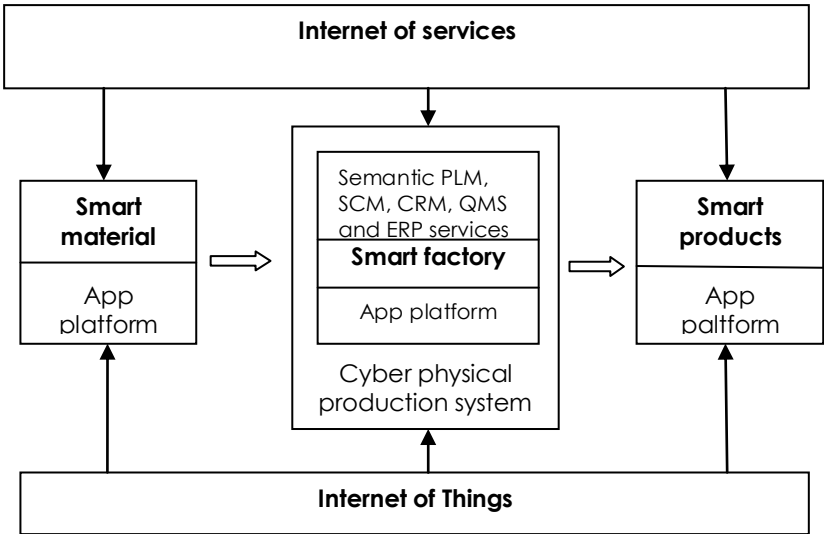 Internet of services
Smart
material
App
platform
Semantic PLM,
SCM, CRM, QMS
and ERP services
Smart factory
App platform
Cyber physical
production system
Smart
products
App
paltform
Internet of Things